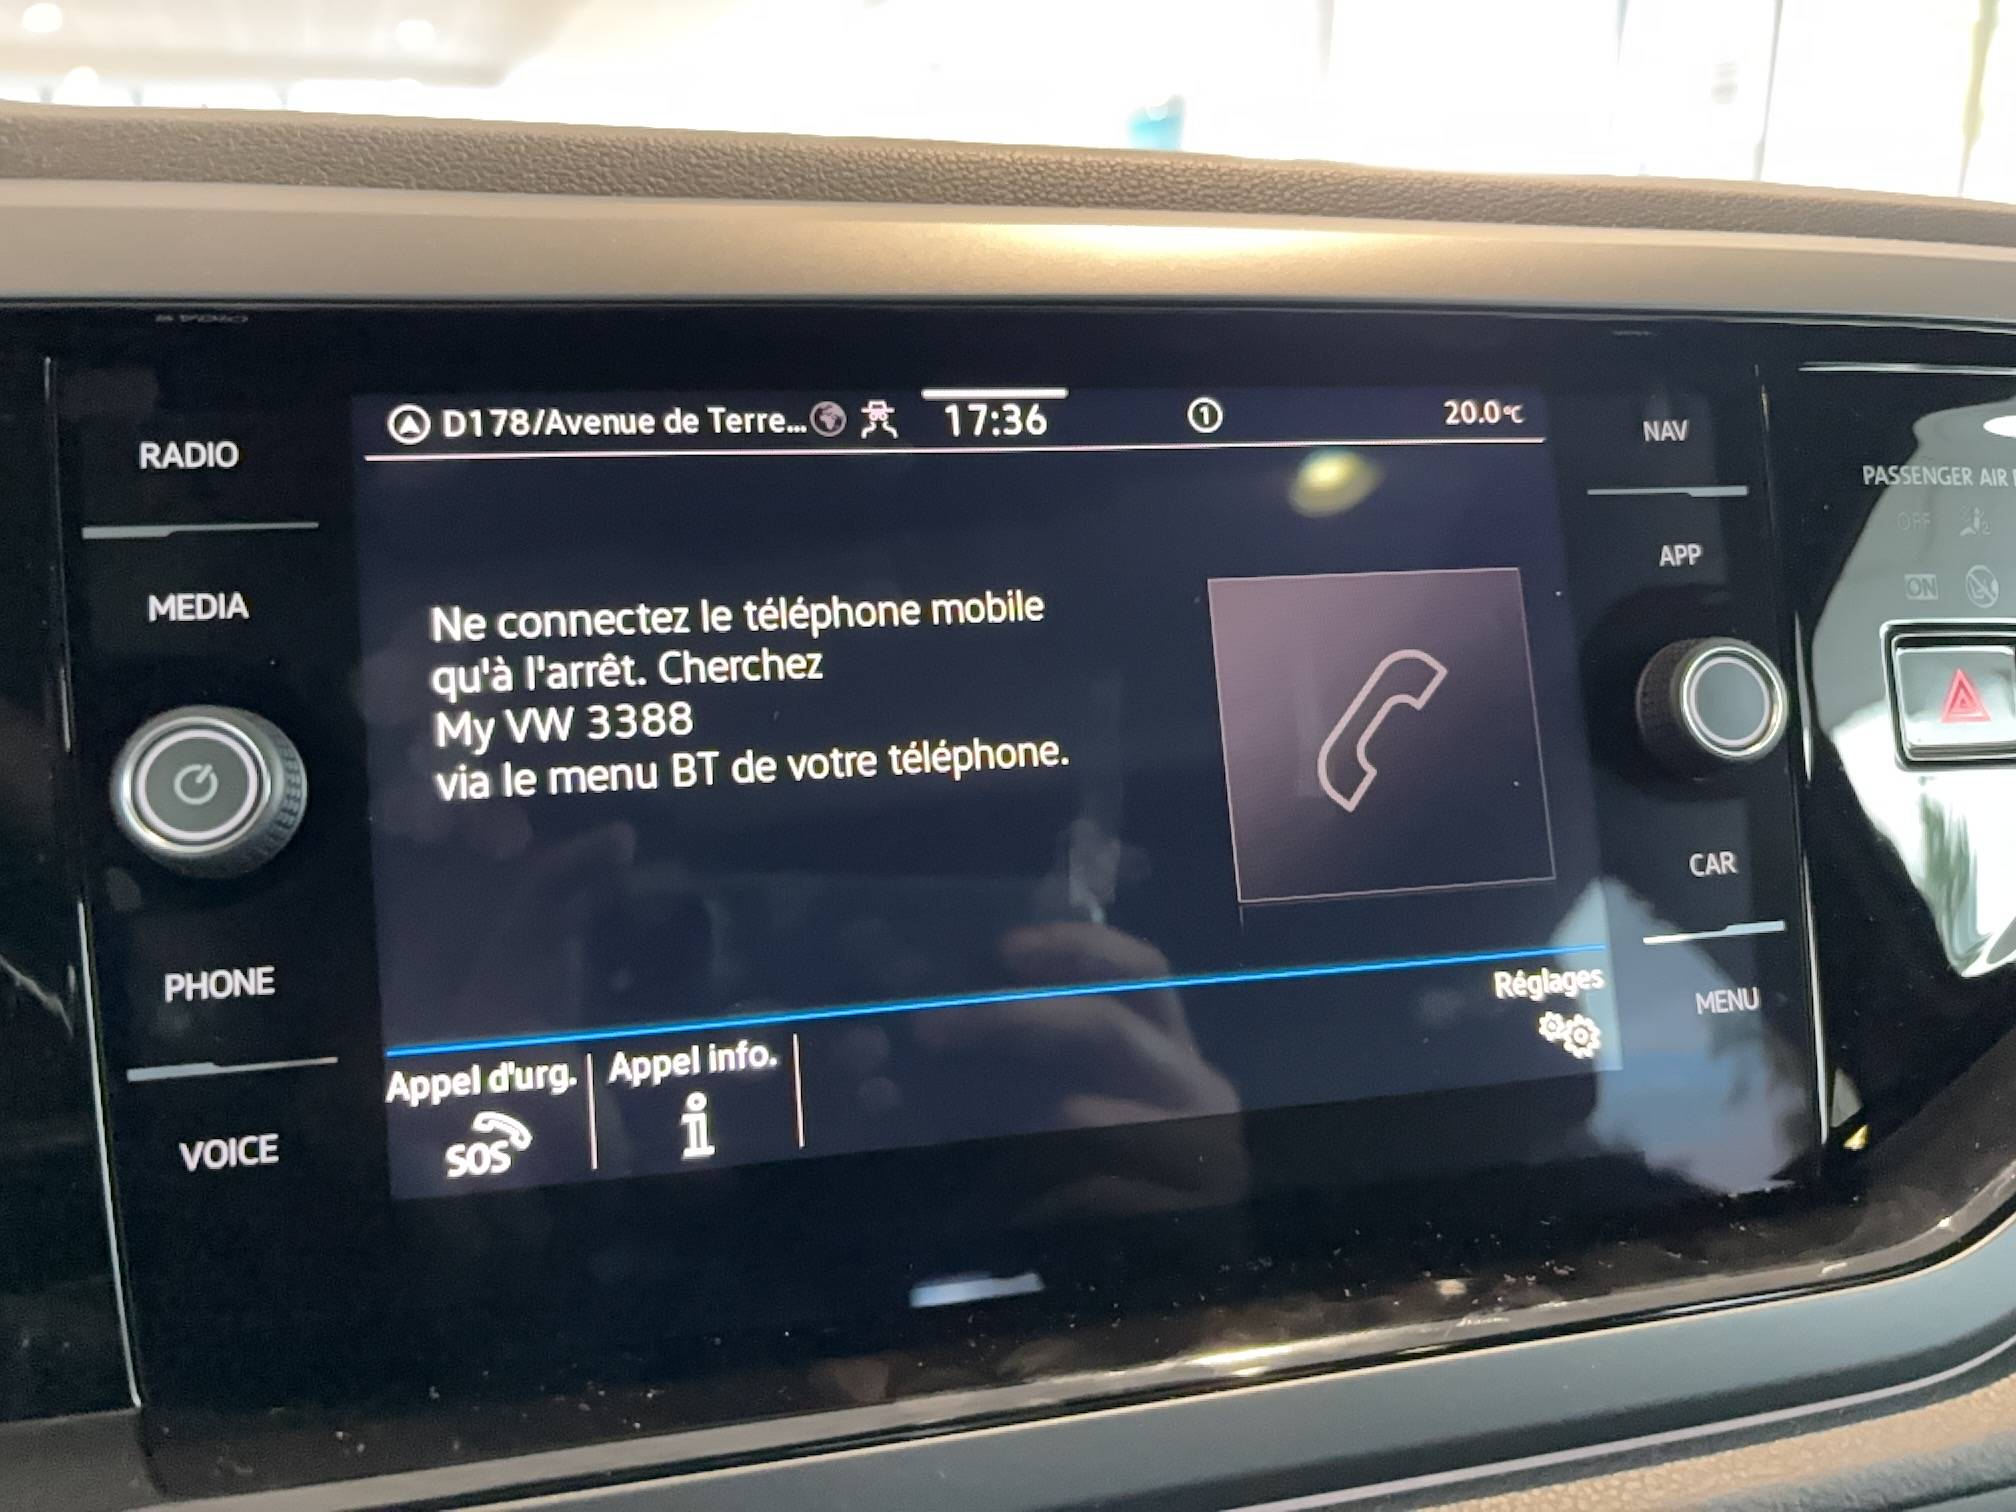 D178/Avenue de Terre... 17:36 1 20.0°C
RADIO
NAV
PASSENGER AIR
OFF 2
ON
APP
MEDIA
Ne connectez le téléphone mobile
qu'à l'arrêt. Cherchez
My VW 3388
via le menu BT de votre téléphone.
CAR
PHONE
Réglages
MENU
Appel d'urg. Appel info.
SOS i
VOICE